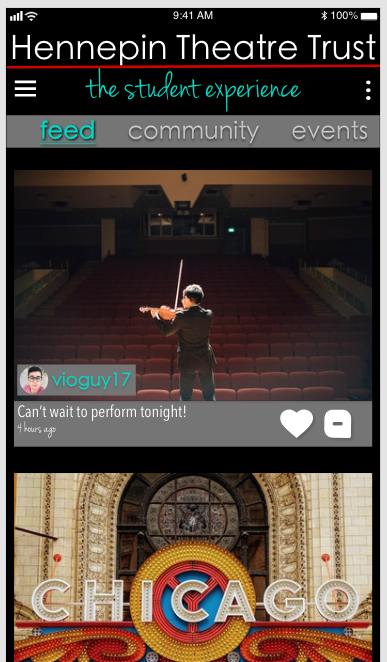 9:41 AM 100%
Hennepin Theatre Trust
the student experience
feed community events
vioguy17
Can't wait to perform tonight!
4 hours ago
CHICAGO